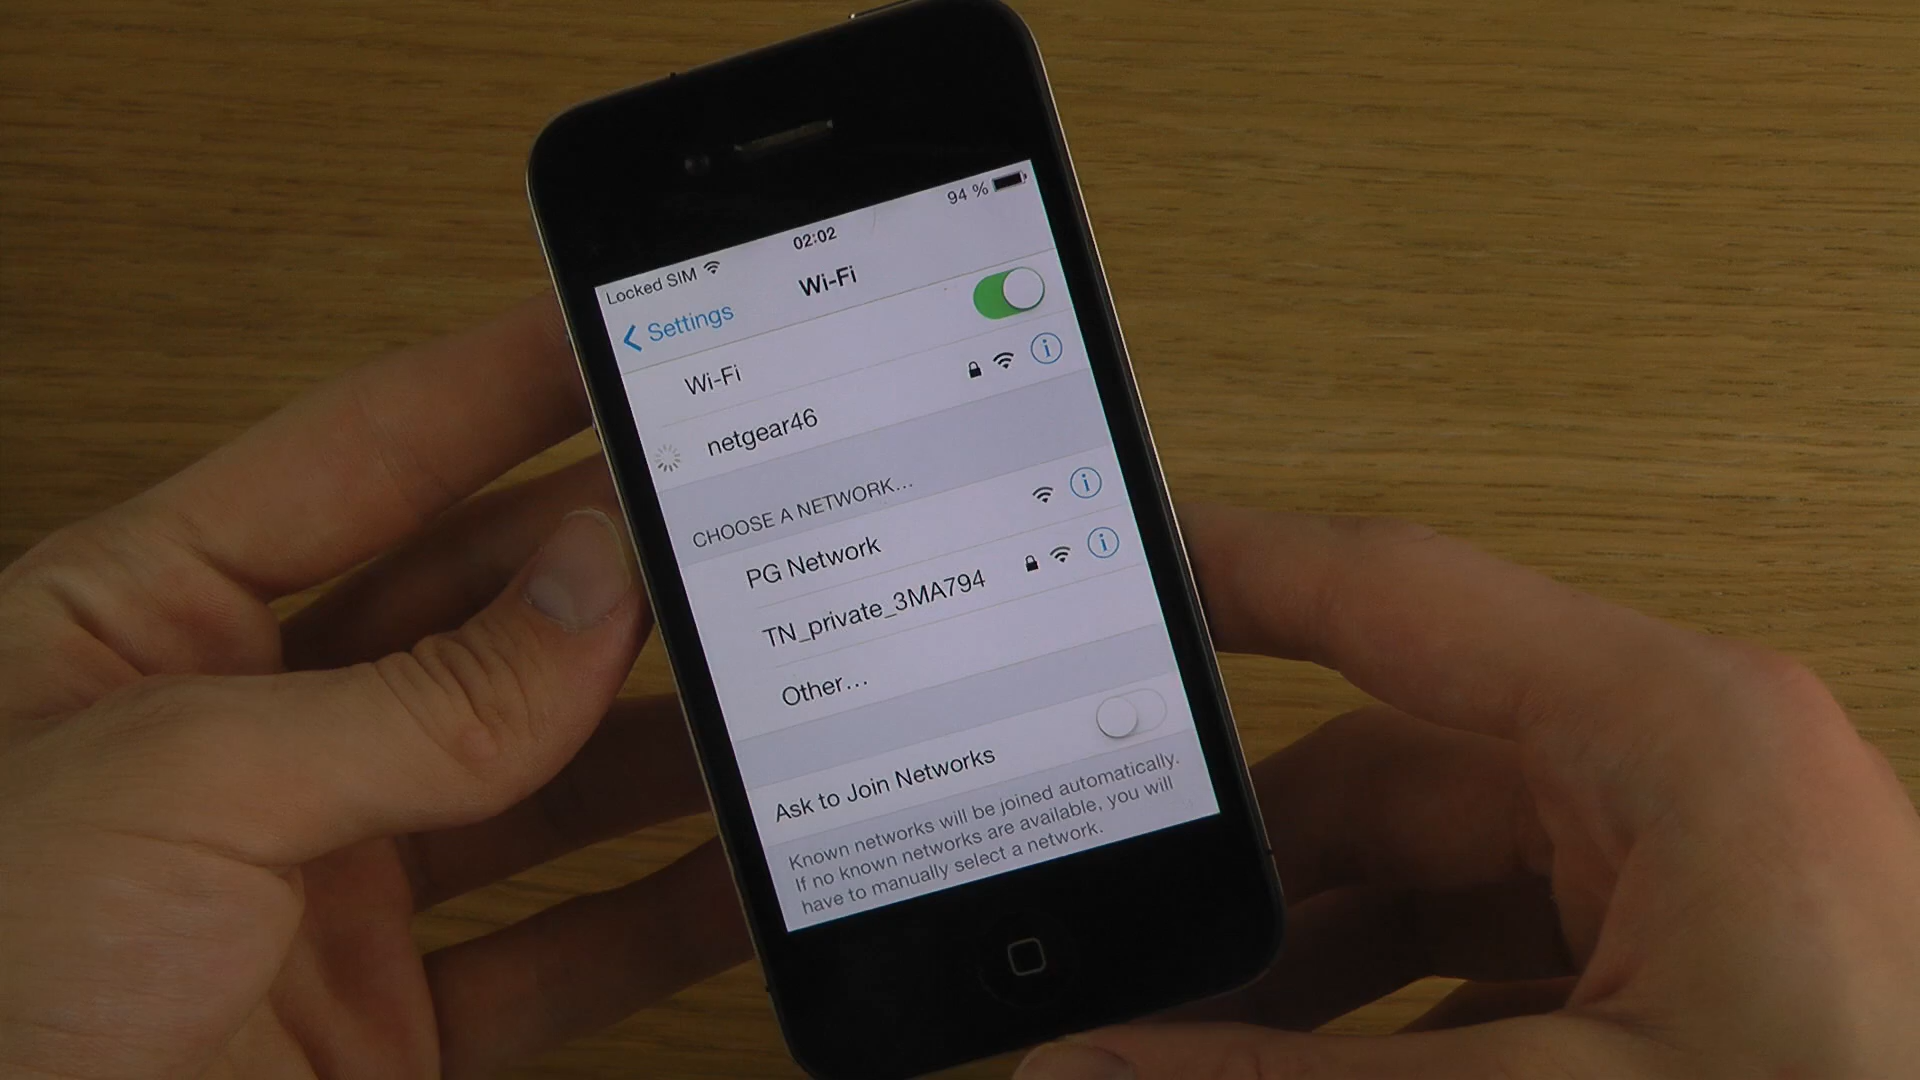 94 %
02:02
Locked SIM
Wi-Fi
Settings
Wi-Fi
netgear46
CHOOSE A NETWORK...
PG Network
TN_private_3MA794
Other...
Ask to Join Networks
Known networks will be joined automatically.
If no known networks are available, you will
have to manually select a network.